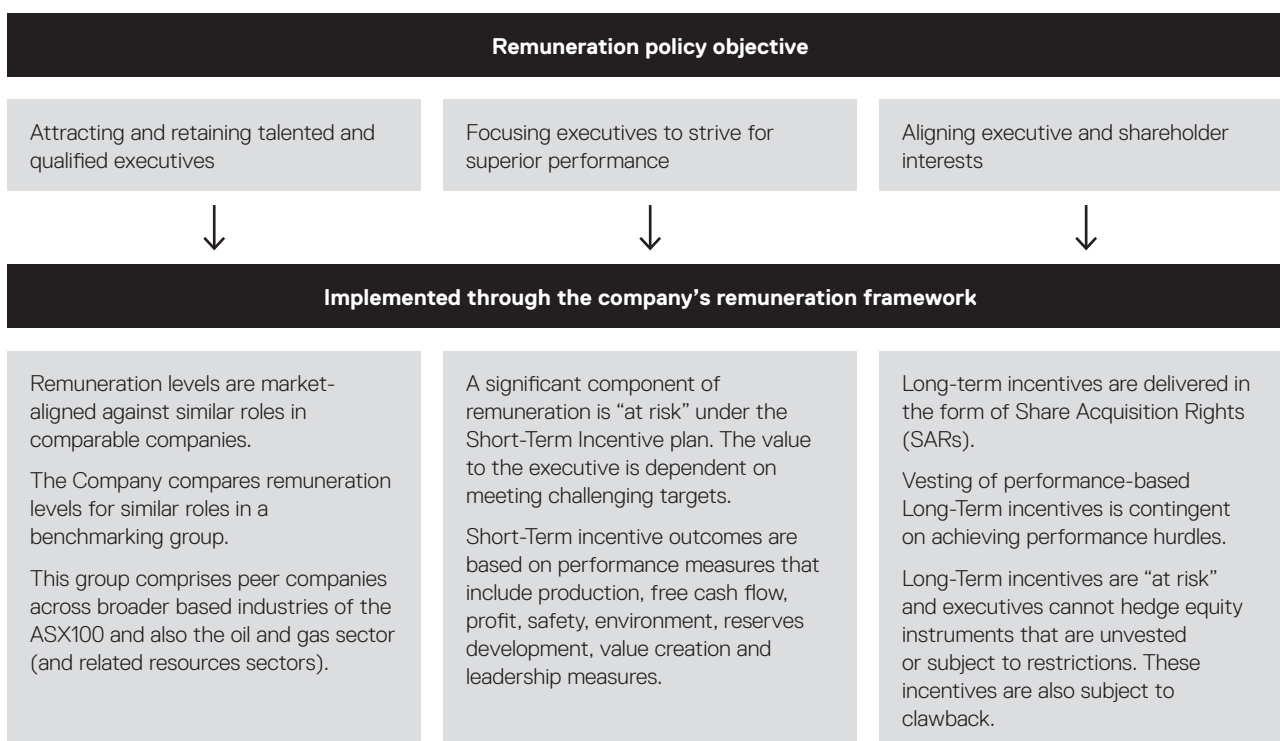 Remuneration policy objective
Attracting and retaining talented and
qualified executives
Focusing executives to strive for
superior performance
Aligning executive and shareholder
interests
Implemented through the company's remuneration framework
Remuneration levels are market-
aligned against similar roles in
comparable companies.
The Company compares remuneration
levels for similar roles in a
benchmarking group.
This group comprises peer companies
across broader based industries of the
ASX100 and also the oil and gas sector
(and related resources sectors).
A significant component of
remuneration is “at risk” under the
Short-Term Incentive plan. The value
to the executive is dependent on
meeting challenging targets.
Short-Term incentive outcomes are
based on performance measures that
include production, free cash flow,
profit, safety, environment, reserves
development, value creation and
leadership measures.
Long-term incentives are delivered in
the form of Share Acquisition Rights
(SARs).
Vesting of performance-based
Long-Term incentives is contingent
on achieving performance hurdles.
Long-Term incentives are “at risk”
and executives cannot hedge equity
instruments that are unvested
or subject to restrictions. These
incentives are also subject to
clawback.